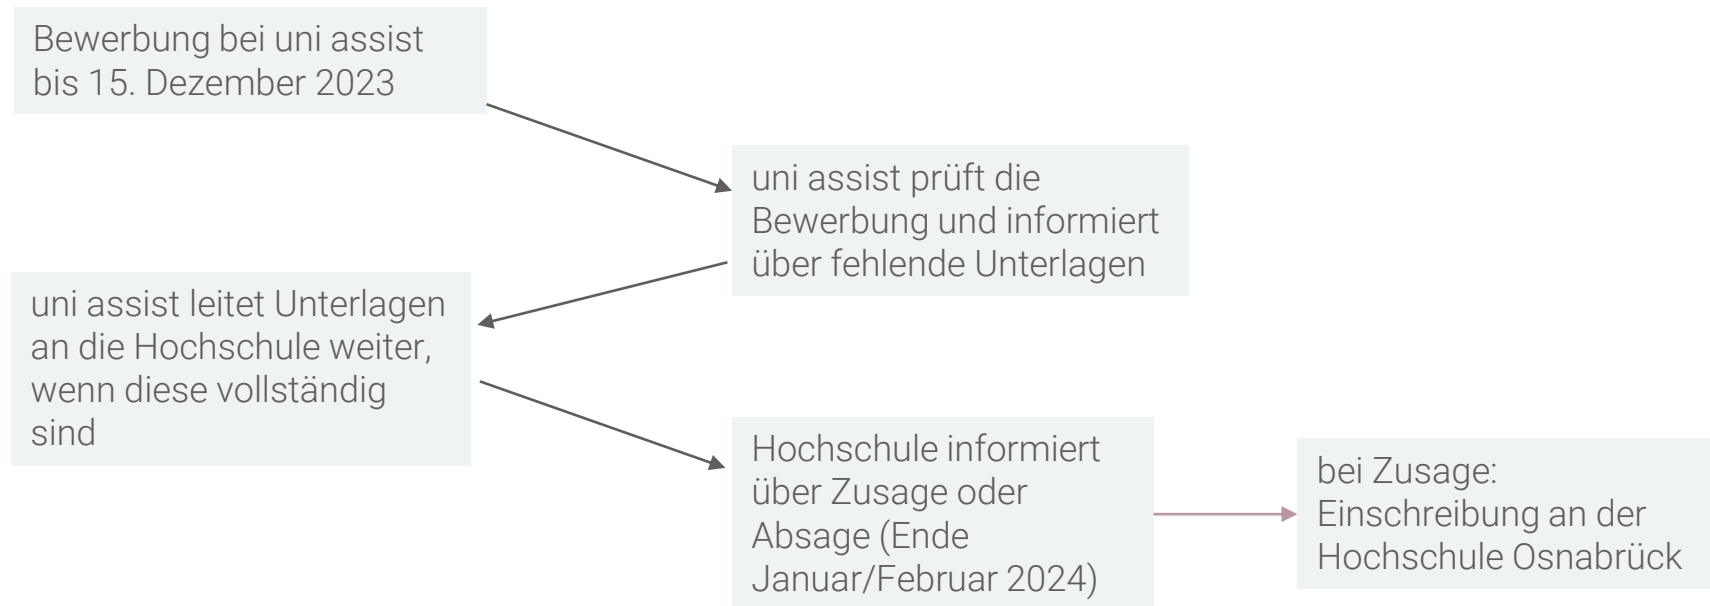 Bewerbung bei uni assist
bis 15. Dezember 2023
uni assist prüft die
Bewerbung und informiert
über fehlende Unterlagen
uni assist leitet Unterlagen
an die Hochschule weiter,
wenn diese vollständig
sind
Hochschule informiert
über Zusage oder
Absage (Ende
Januar/Februar 2024)
bei Zusage:
Einschreibung an der
Hochschule Osnabrück